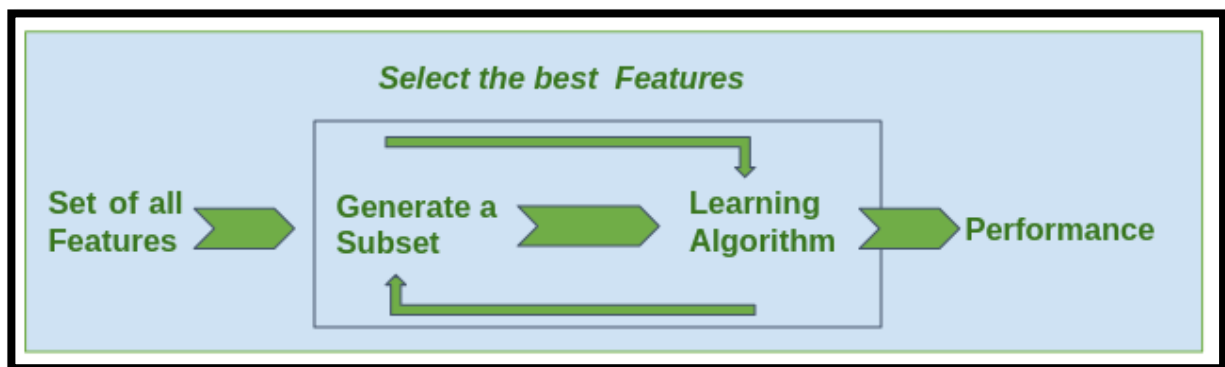 Select the best Features
Set of all
Features
Generate a
Subset
Learning
Algorithm
Performance